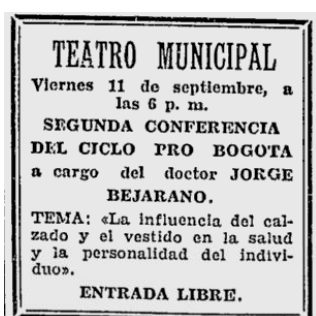 TEATRO MUNICIPAL
Viernes 11 de septiembre, a
las 6 p. m.
SEGUNDA CONFERENCIA
DEL CICLO PRO BOGOTA
a cargo del doctor JORGE
BEJARANO.
TEMA: «La influencia del cal-
zado y el vestido en la salud
y la personalidad del indivi-
duo».
ENTRADA LIBRE.